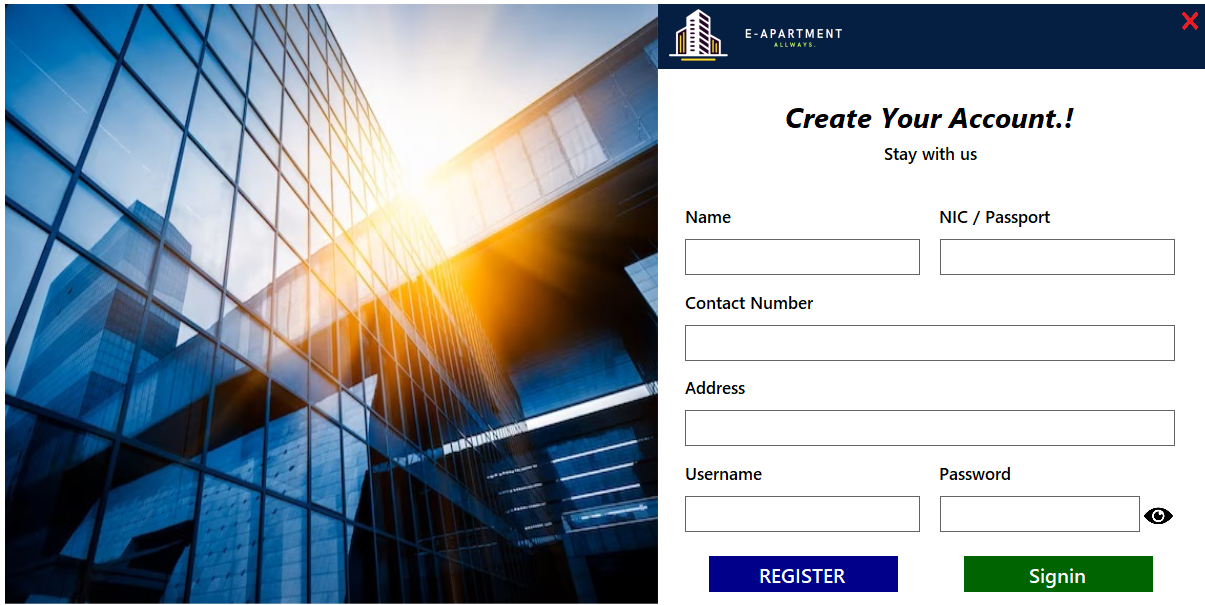 E-APARTMENT
ALLWAYS.
Create Your Account.!
Stay with us
Name
NIC / Passport
Contact Number
Address
Username
Password
REGISTER
Signin